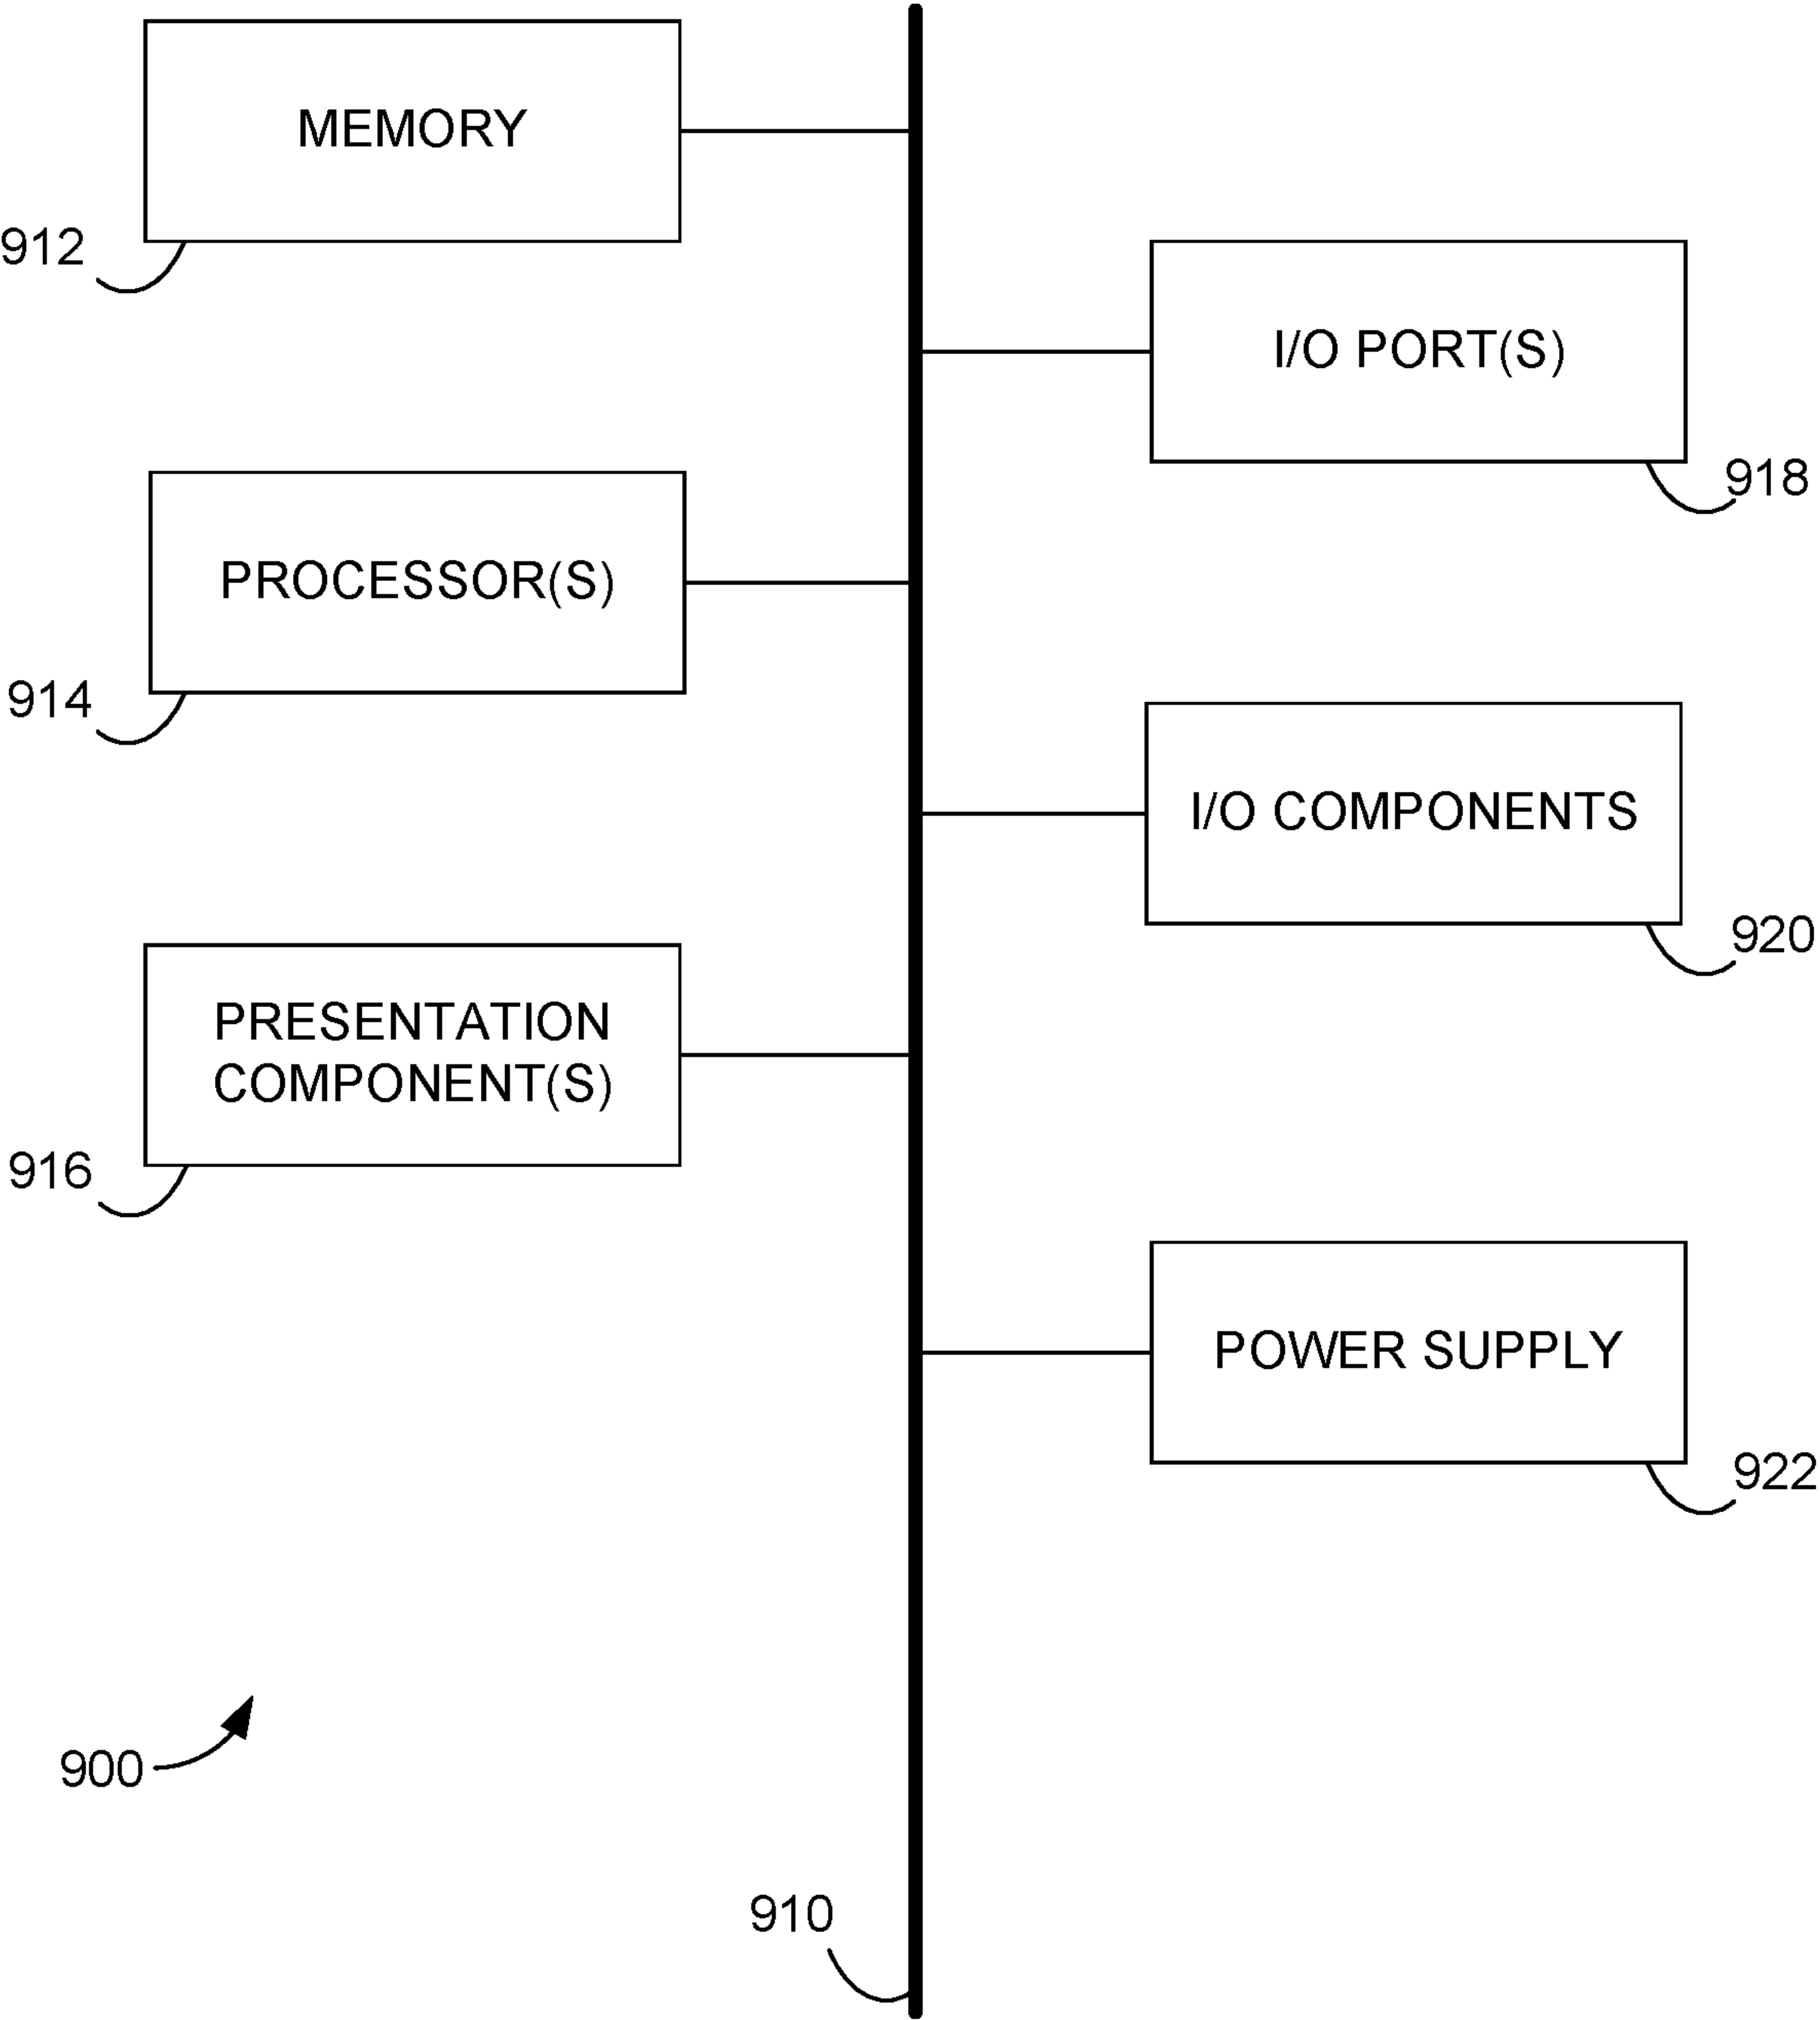 MEMORY
912
I/O PORT(S)
918
PROCESSOR(S)
914
I/O COMPONENTS
920
PRESENTATION
COMPONENT(S)
916
POWER SUPPLY
922
900
910